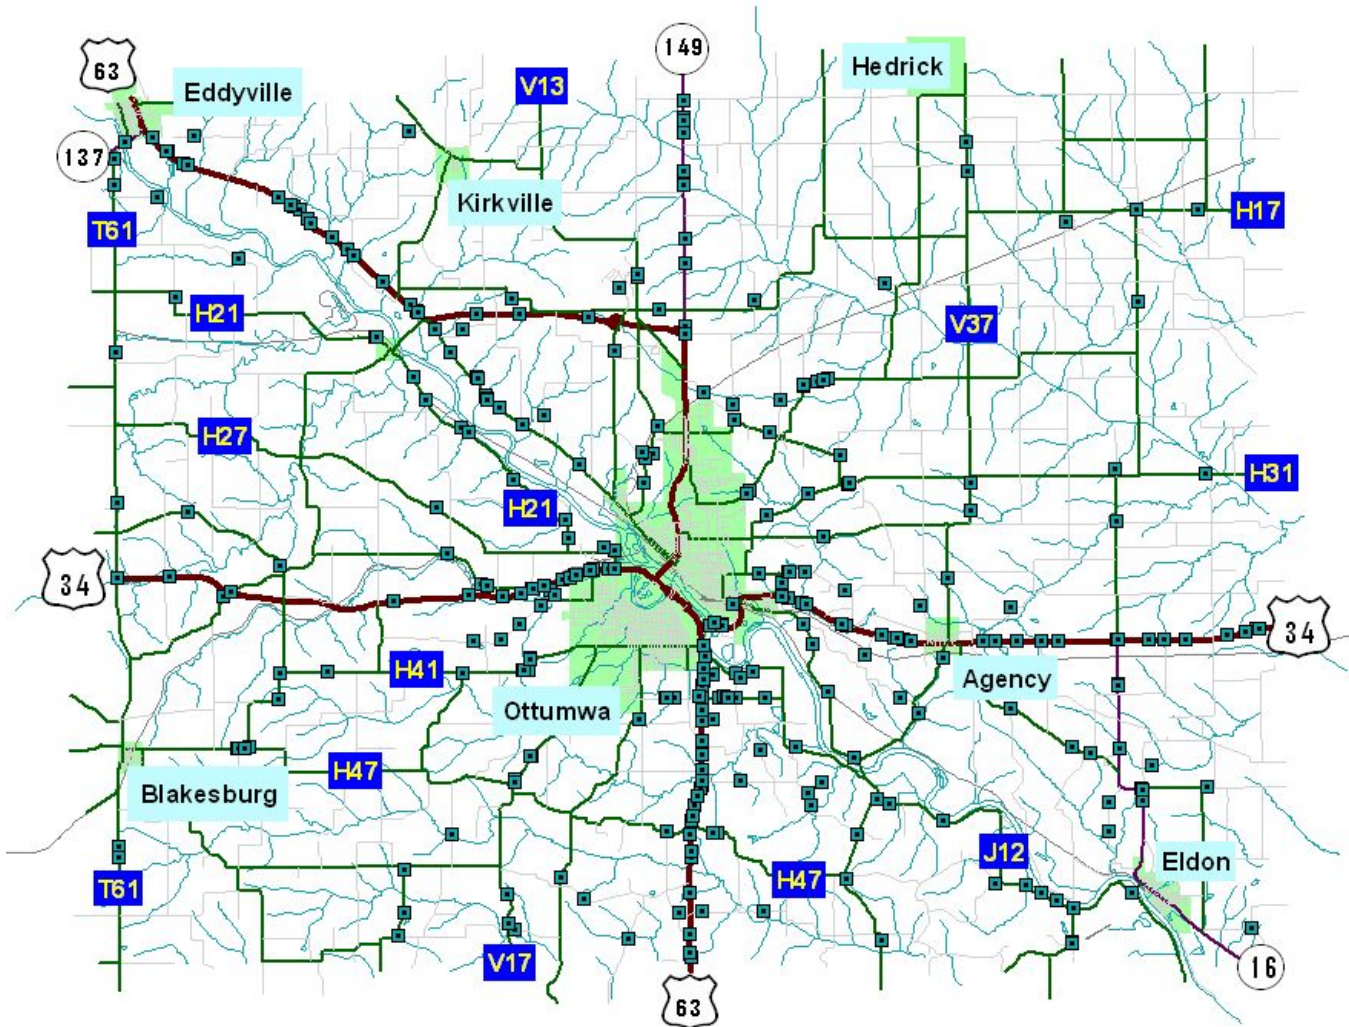 149
63
Hedrick
Eddyville
V13
137
Kirkville
T61
H17
H21
V37
H27
H31
H21
34
34
H41
Agency
Ottumwa
H47
Blakesburg
J12
Eldon
T61
H47
V17
16
63